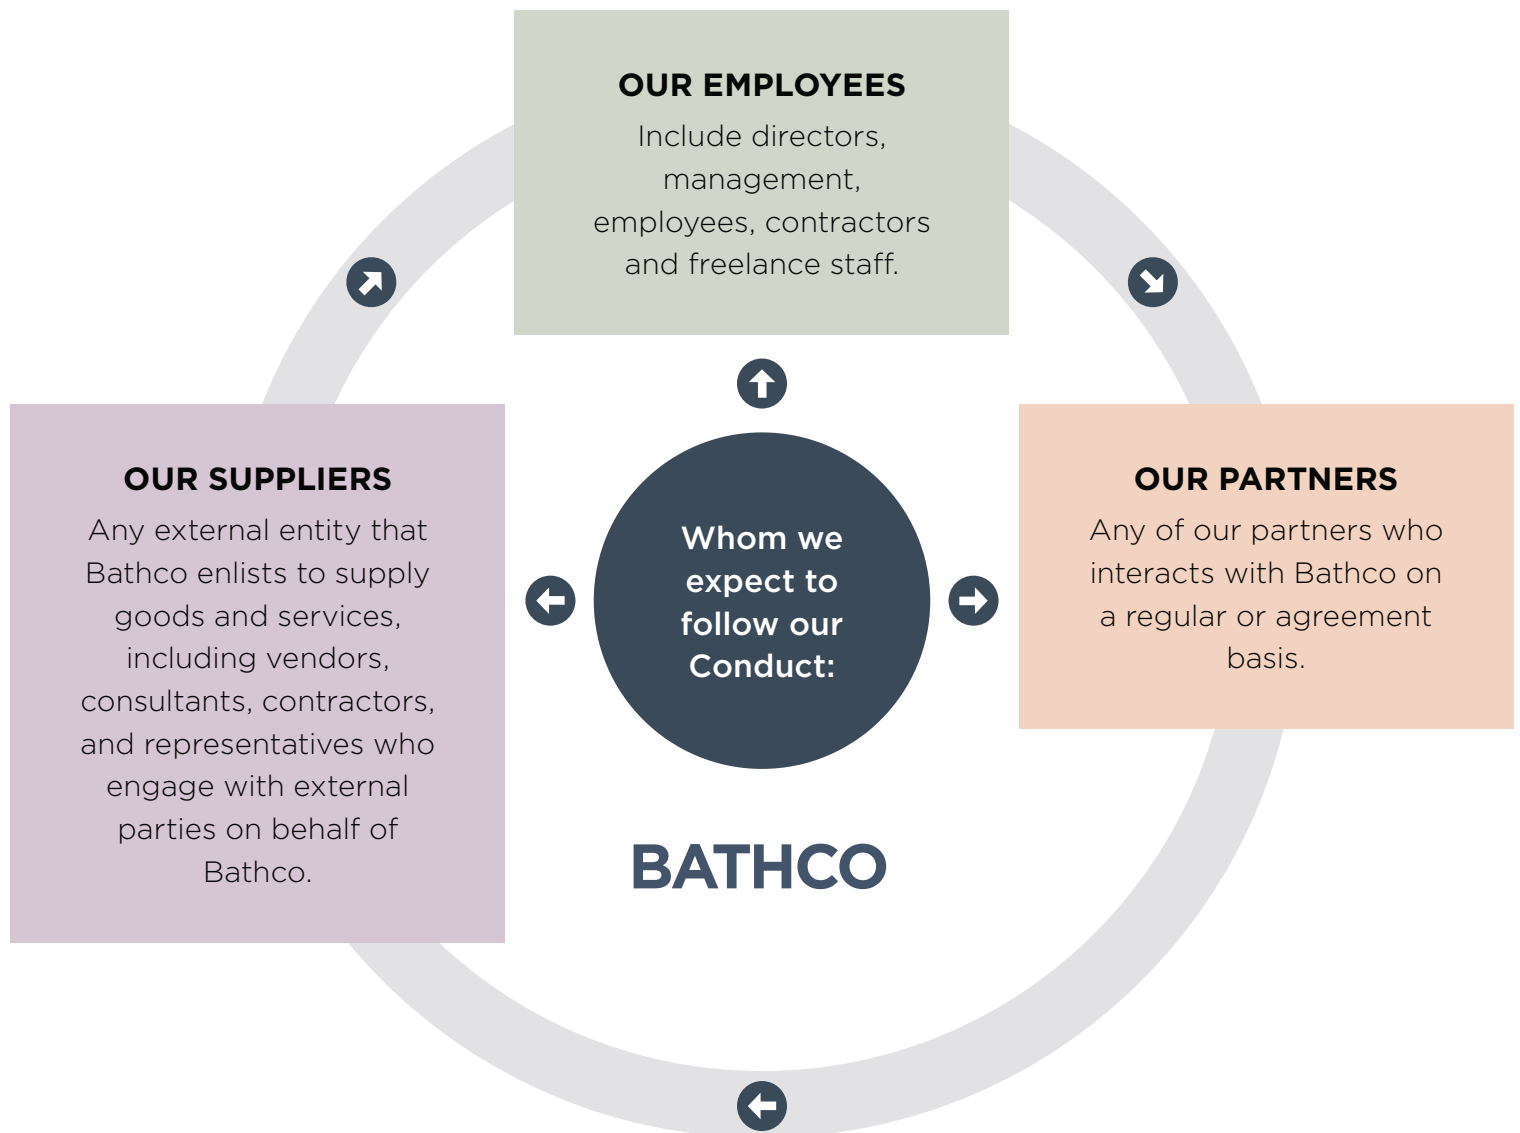 OUR EMPLOYEES
Include directors,
management,
employees, contractors
and freelance staff.
OUR SUPPLIERS
Any external entity that
Bathco enlists to supply
goods and services,
including vendors,
consultants, contractors,
and representatives who
engage with external
parties on behalf of
Bathco.
Whom we
expect to
follow our
Conduct:
OUR PARTNERS
Any of our partners who
interacts with Bathco on
a regular or agreement
basis.
BATHCO